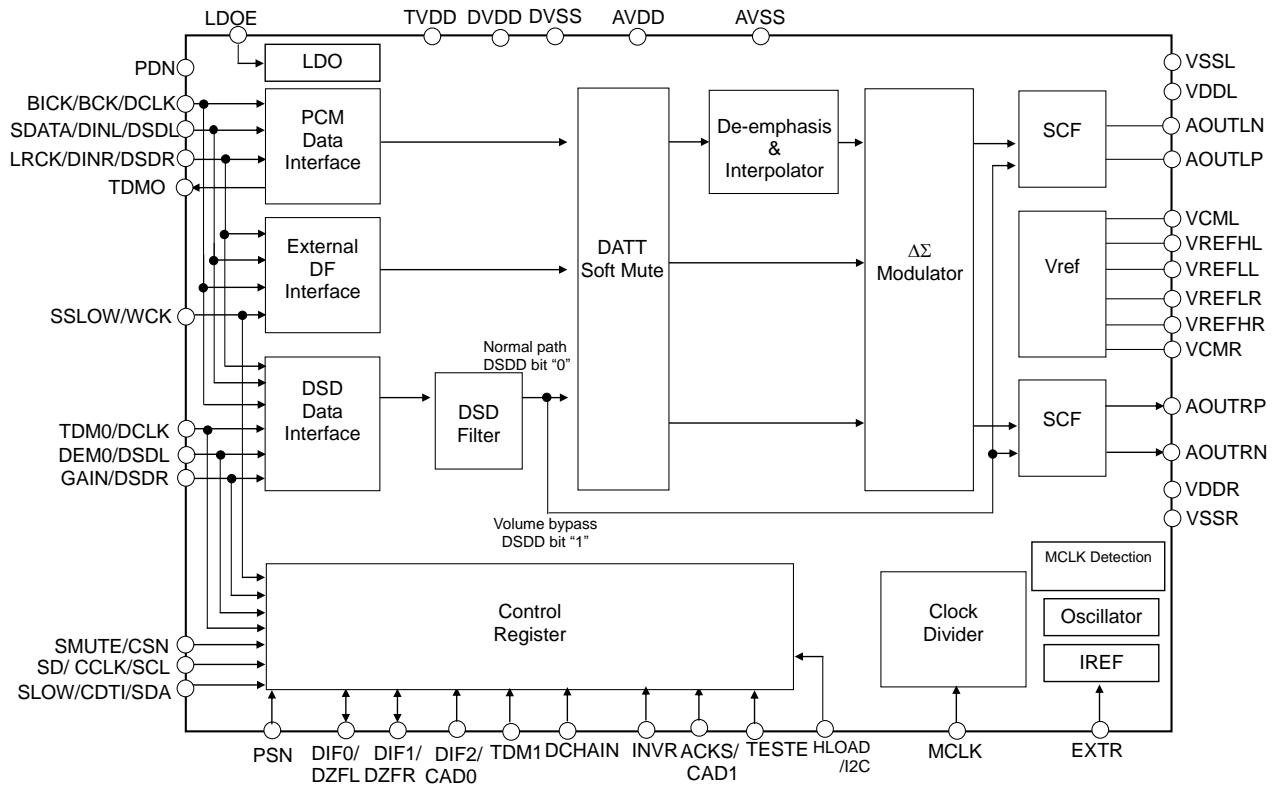 LDOE
TVDD
DVDD
DVSS
AVDD
AVSS
PDN
LDO
VSSL
VDDL
BICK/BCK/DCLK
SDATA/DINL/DSDL
LRCK/DINR/DSDR
TDMO
PCM
Data
Interface
De-emphasis
&
Interpolator
SCF
AOUTLN
AOUTLP
External
DF
Interface
DATT
Soft Mute
ΔΣ
Modulator
Vref
VCML
VREFHL
VREFLL
VREFLR
VREFHR
VCMR
SSLOW/WCK
Normal path
DSDD bit “0”
DSD
Data
Interface
DSD
Filter
SCF
AOUTRP
AOUTRN
TDM0/DCLK
DEM0/DSDL
GAIN/DSDR
VDDR
VSSR
Volume bypass
DSDD bit “1”
MCLK Detection
Control
Register
Clock
Divider
Oscillator
IREF
SMUTE/CSN
SD/ CCLK/SCL
SLOW/CDTI/SDA
PSN
DIF0/
DZFL
DIF1/
DZFR
DIF2/
CAD0
TDM1
DCHAIN
INVR
ACKS/
CAD1
TESTE
HLOAD
/I2C
MCLK
EXTR